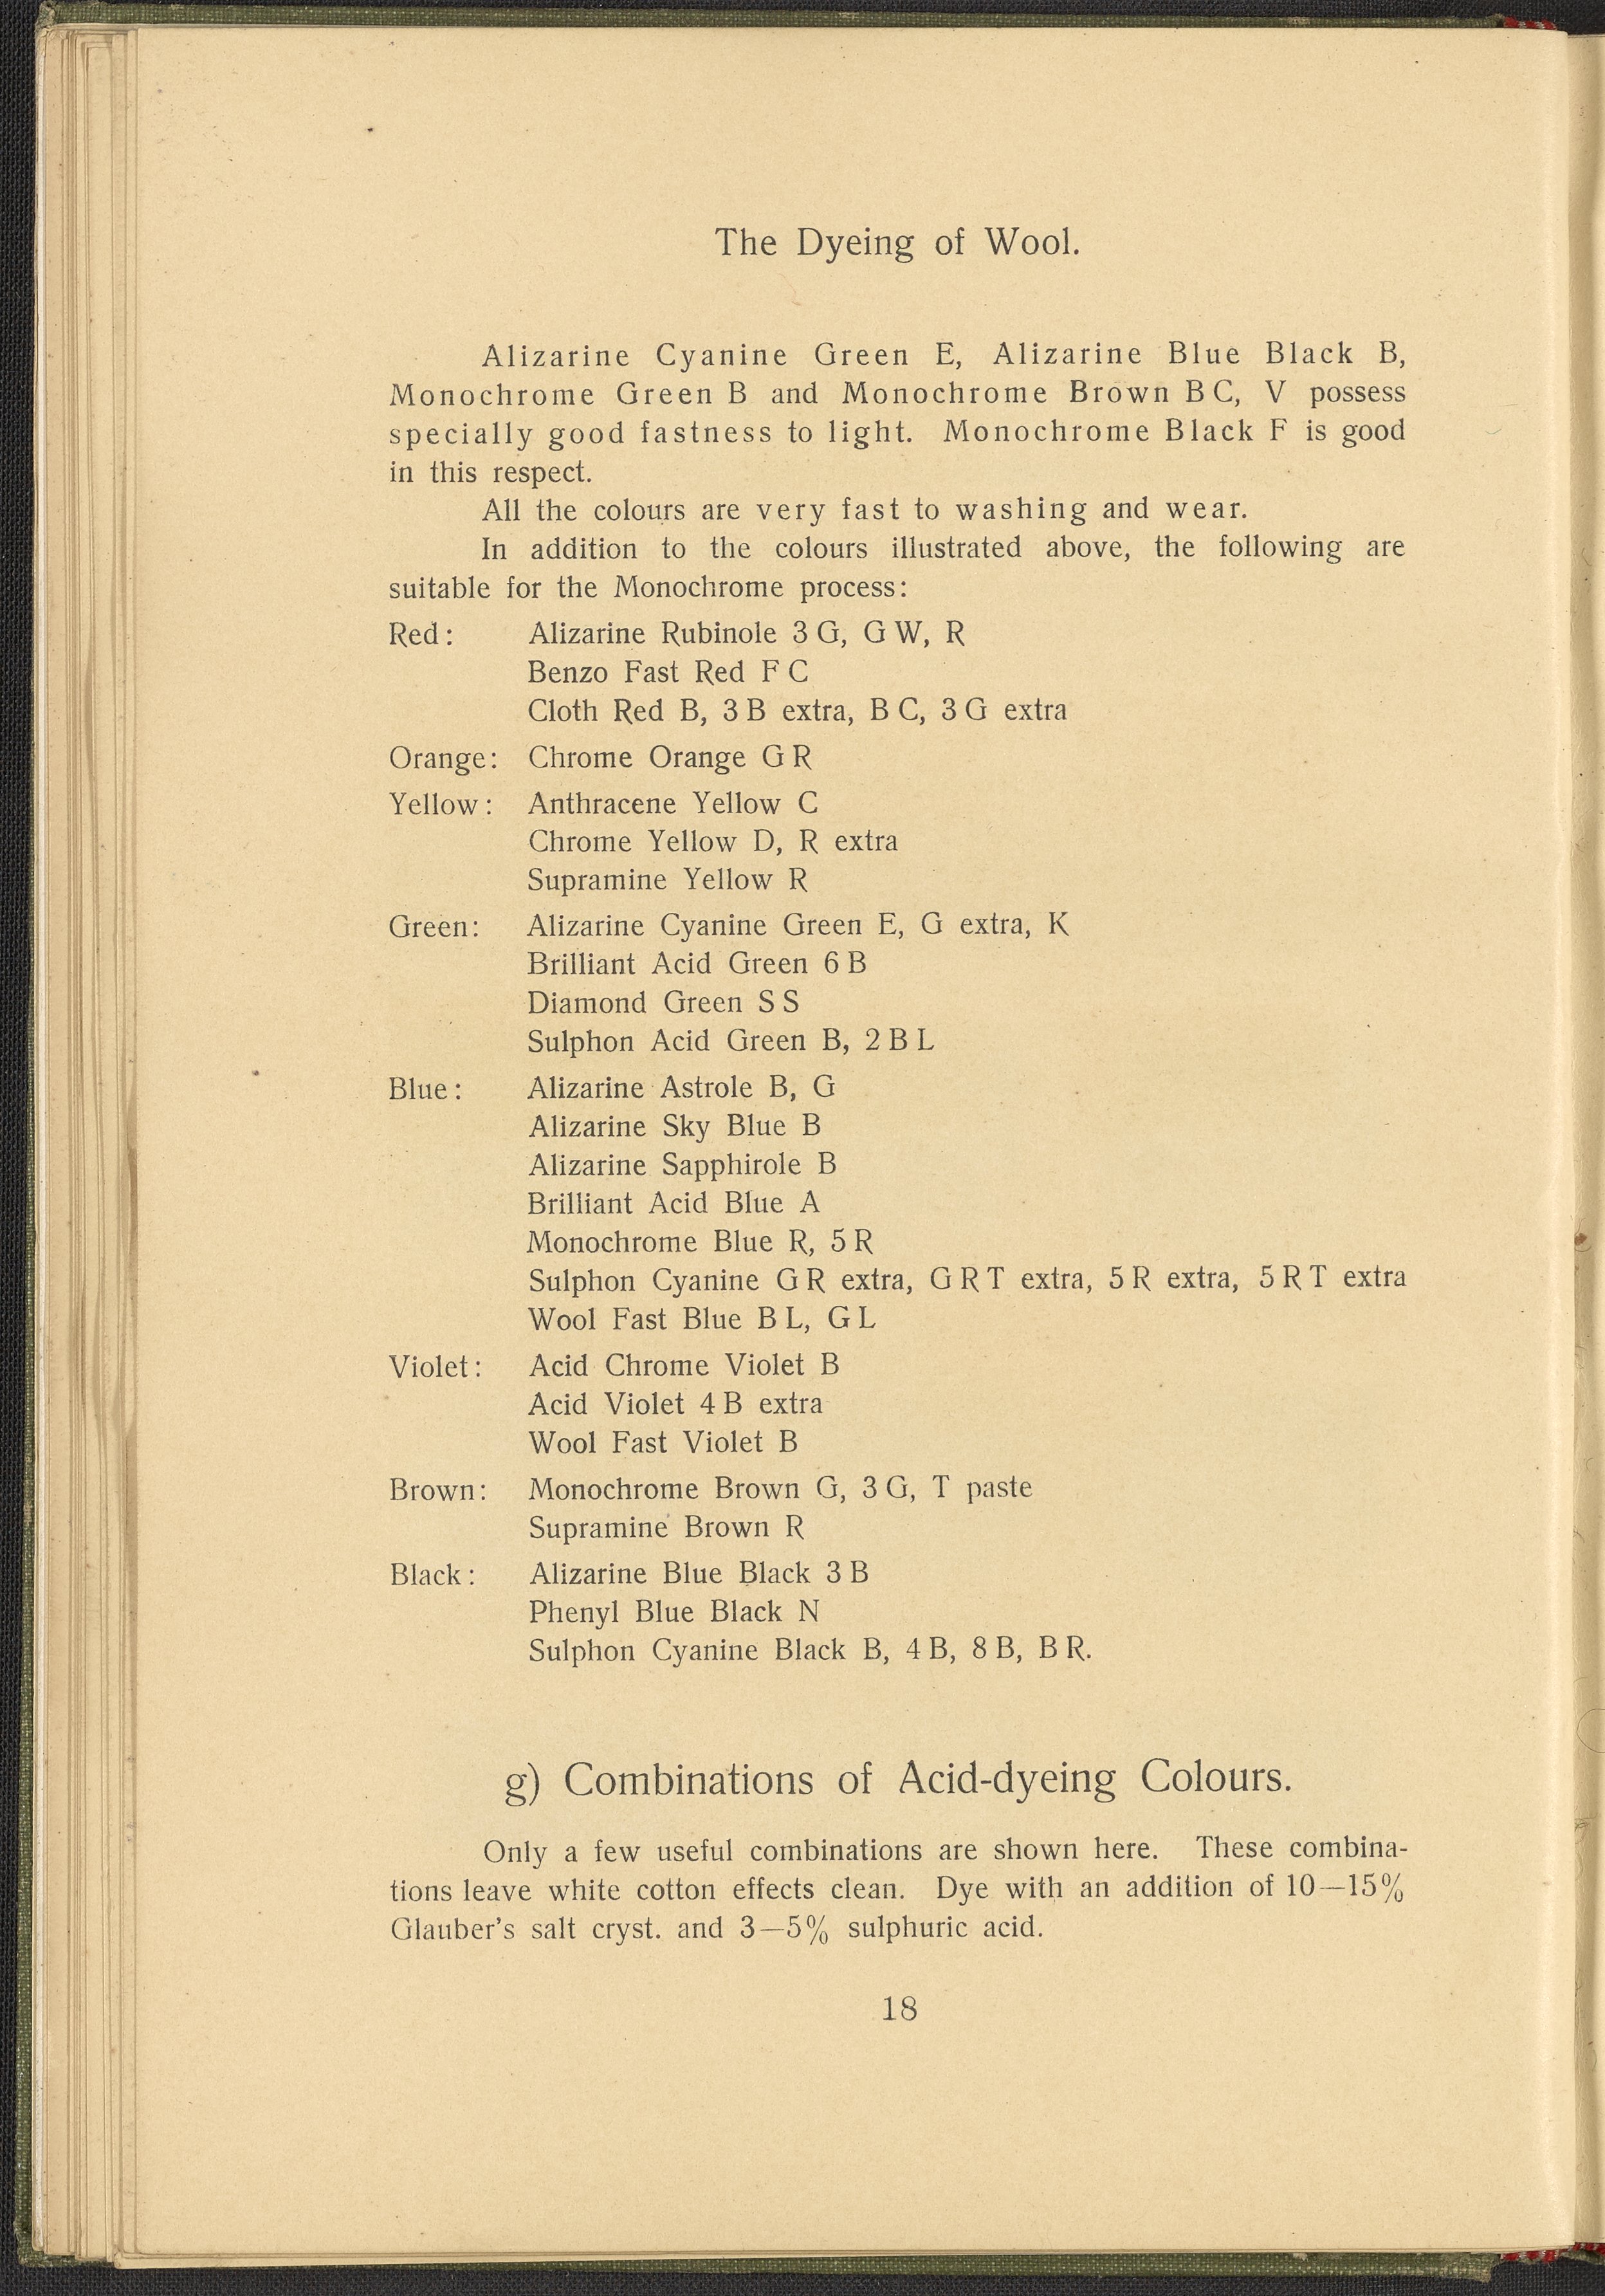 The Dyeing of Wool.
Alizarine Cyanine Green E, Alizarine Blue Black B,
Monochrome Green B and Monochrome Brown B C, V possess
specially good fastness to light. Monochrome Black F is good
in this respect.
All the colours are very fast to washing and wear.
In addition to the colours illustrated above, the following are
suitable for the Monochrome process:
Red: Alizarine Rubinole 3 G, G W, R
Benzo Fast Red F C
Cloth Red B, 3 B extra, B C, 3 G extra
Orange: Chrome Orange G R
Yellow: Anthracene Yellow C
Chrome Yellow D, R extra
Supramine Yellow R
Green: Alizarine Cyanine Green E, G extra, K
Brilliant Acid Green 6 B
Diamond Green S S
Sulphon Acid Green B, 2 B L
Blue: Alizarine Astrole B, G
Alizarine Sky Blue B
Alizarine Sapphirole B
Brilliant Acid Blue A
Monochrome Blue R, 5 R
Sulphon Cyanine G R extra, G R T extra, 5 R extra, 5 R T extra
Wool Fast Blue B L, G L
Violet: Acid Chrome Violet B
Acid Violet 4 B extra
Wool Fast Violet B
Brown: Monochrome Brown G, 3 G, T paste
Supramine Brown R
Black: Alizarine Blue Black 3 B
Phenyl Blue Black N
Sulphon Cyanine Black B, 4 B, 8 B, B R.
g) Combinations of Acid-dyeing Colours.
Only a few useful combinations are shown here. These combina-
tions leave white cotton effects clean. Dye with an addition of 10—15%
Glauber's salt cryst. and 3—5% sulphuric acid.
18